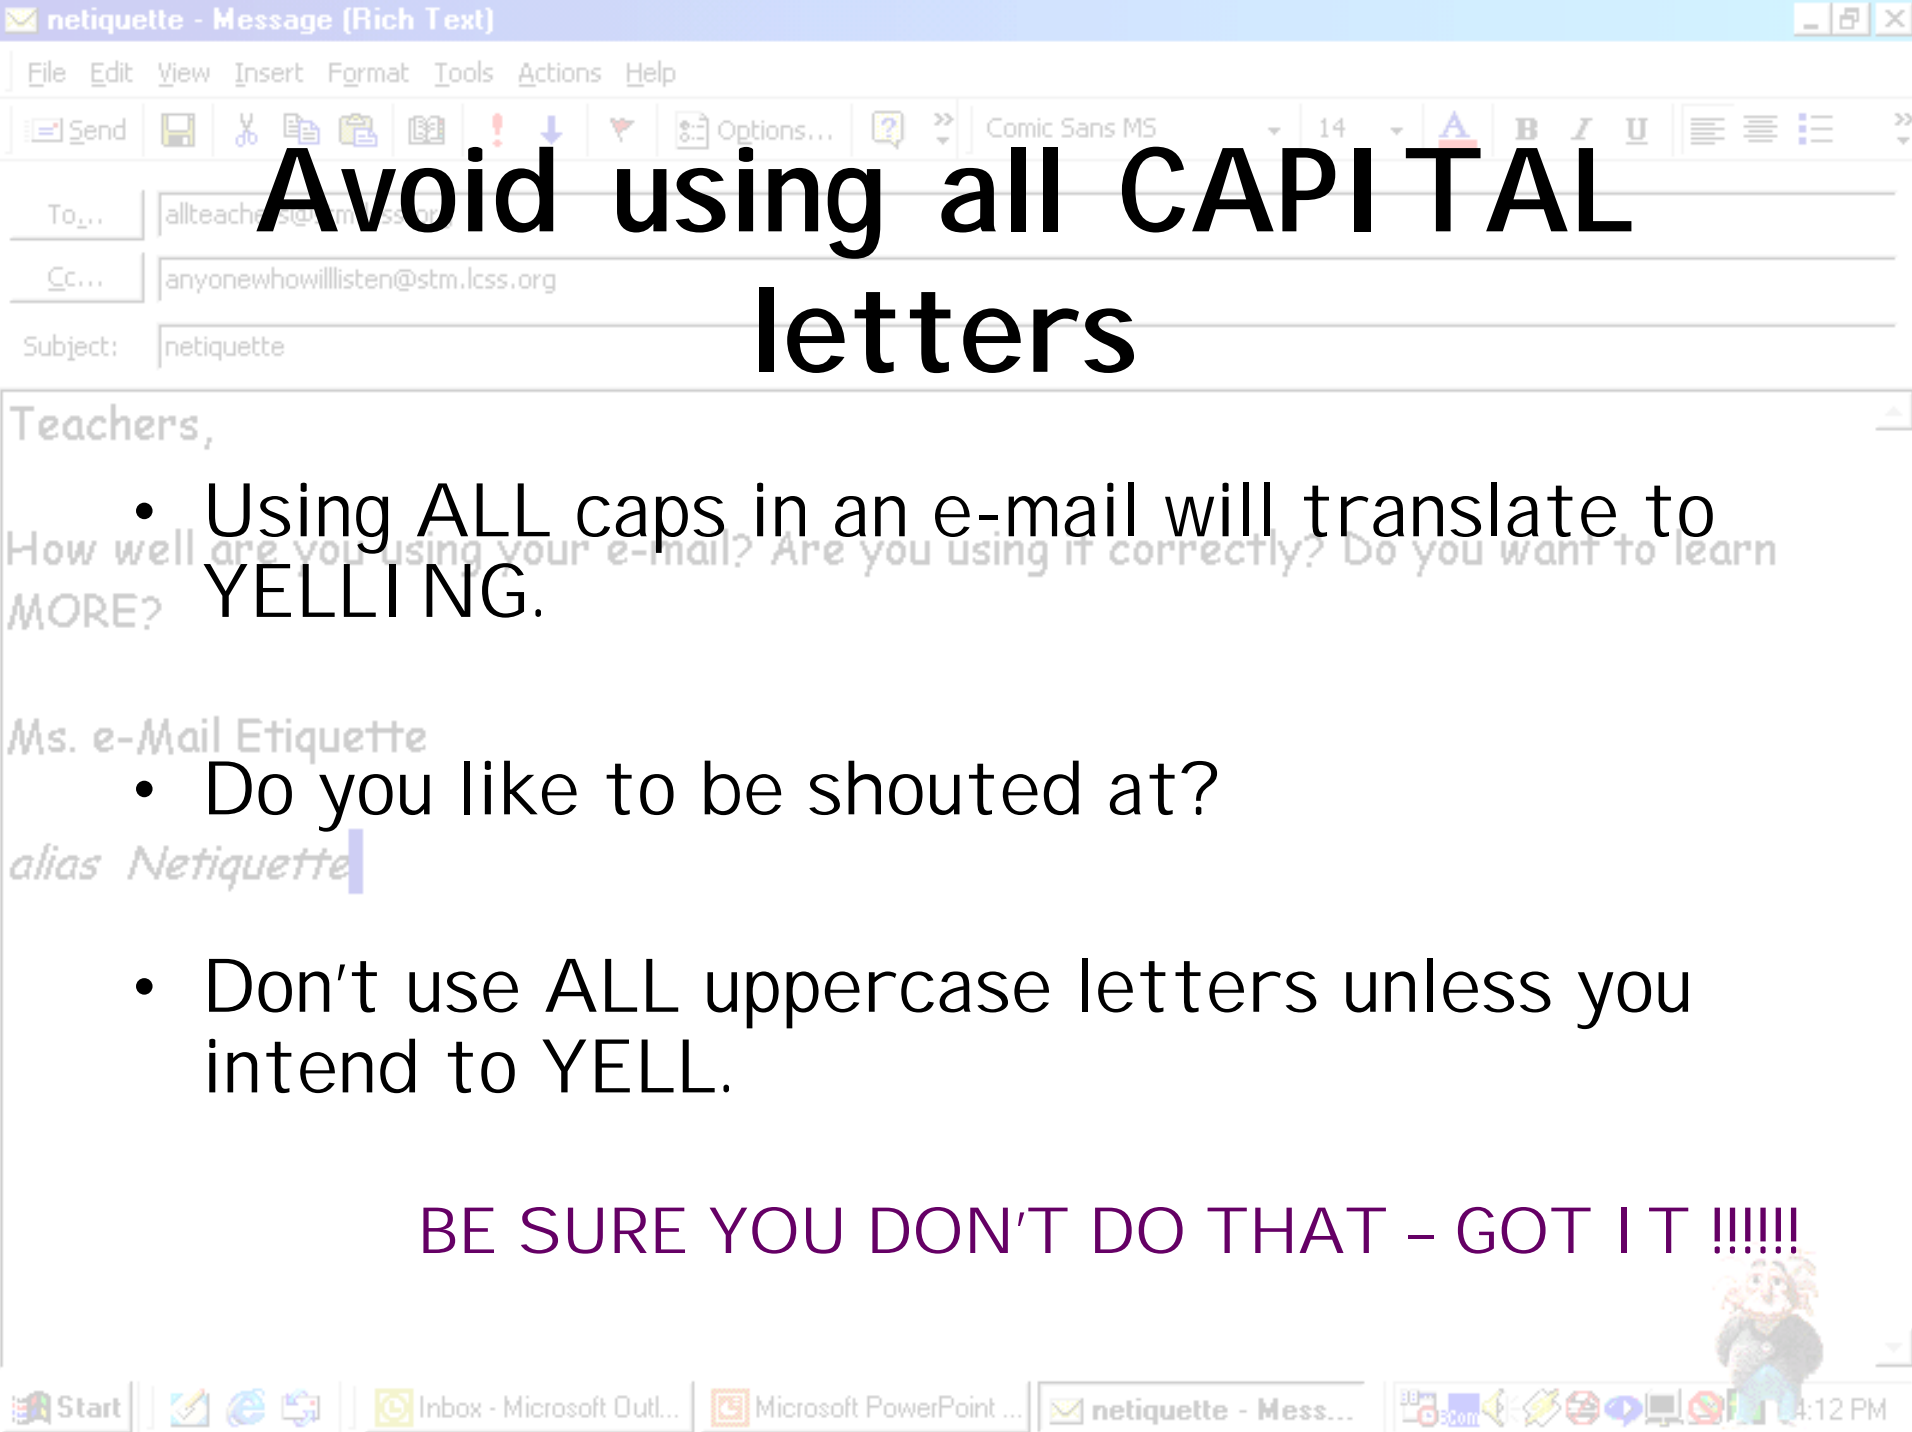 netiquette - Message (Rich Text)
File Edit View Insert Format Tools Actions Help
Send Options... Comic Sans MS 14 A B I U
Avoid using all CAPITAL
To...
Cc... anyonewhowilllisten@stm.lcss.org
letters
Subject: netiquette
Teachers,
• Using ALL caps in an e-mail will translate to
How well are you using your e-mail? Are you using it correctly? Do you want to learn
YELLING.
MORE?
Ms. e-Mail Etiquette
• Do you like to be shouted at?
alias Netiquette
• Don't use ALL uppercase letters unless you
intend to YELL.
BE SURE YOU DON'T DO THAT – GOT IT !!!!!!
Start Inbox - Microsoft Outl... Microsoft PowerPoint ... netiquette - Mess... 4:12 PM